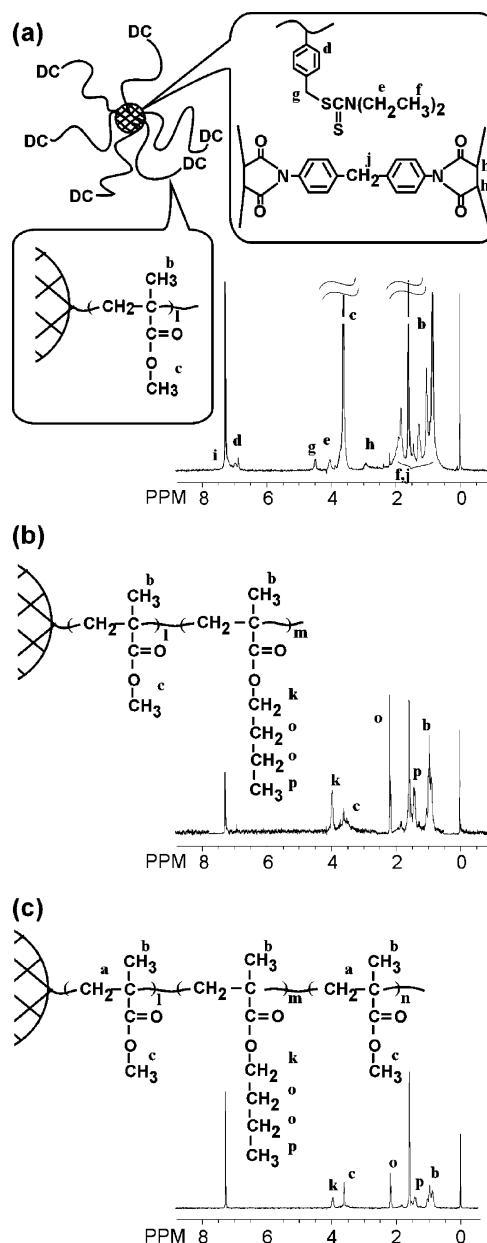 (a)
DC
DC
DC
DC
DC
DC
d
g
e
f
SCN(CH₂CH₃)₂
S
O
O
N
j
CH₂
N
O
O
h
h
b
CH₃
CH₂
l
C=O
O
c
CH₃
c
b
i
d
g
e
h
f,j
PPM 8 6 4 2 0
(b)
b
CH₃
b
CH₃
CH₂
l
CH₂
m
C=O
C=O
O
O
c
CH₃
CH₂ k
CH₂ o
CH₂ o
CH₃ p
k
c
o
p
b
PPM 8 6 4 2 0
(c)
b
CH₃
b
CH₃
b
CH₃
a
CH₂
l
CH₂
m
a
CH₂
n
C=O
C=O
C=O
O
O
O
c
CH₃
k
CH₂
c
CH₃
CH₂ o
CH₂ o
CH₃ p
k
c
o
p
b
PPM 8 6 4 2 0